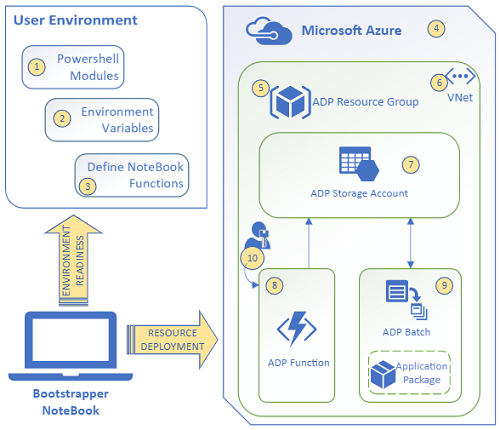 User Environment
1
Powershell
Modules
2
Environment
Variables
3
Define NoteBook
Functions
ENVIRONMENT
READINESS
Bootstrapper
NoteBook
RESOURCE
DEPLOYMENT
Microsoft Azure
4
5
ADP Resource Group
6
VNet
7
ADP Storage Account
10
8
ADP Function
9
ADP Batch
Application
Package